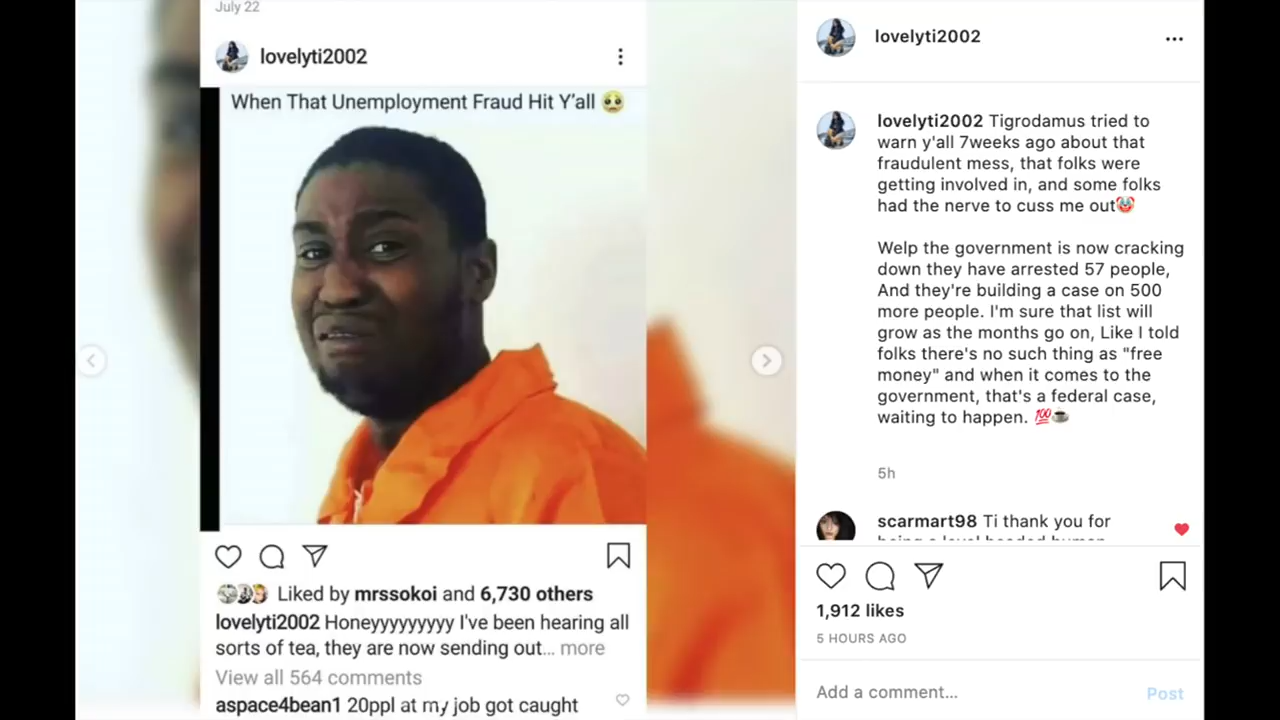 July 22
lovelyti2002
When That Unemployment Fraud Hit Y'all 🥺
Liked by mrssokoi and 6,730 others
lovelyti2002 Honeyyyyyyyyy I've been hearing all
sorts of tea, they are now sending out... more
View all 564 comments
aspace4bean1 20ppl at my job got caught
lovelyti2002
lovelyti2002 Tigrodamus tried to
warn y'all 7weeks ago about that
fraudulent mess, that folks were
getting involved in, and some folks
had the nerve to cuss me out🤡
Welp the government is now cracking
down they have arrested 57 people,
And they're building a case on 500
more people. I'm sure that list will
grow as the months go on, Like I told
folks there's no such thing as "free
money" and when it comes to the
government, that's a federal case,
waiting to happen. 💯☕
5h
scarmart98 Ti thank you for
1,912 likes
5 HOURS AGO
Add a comment...
Post